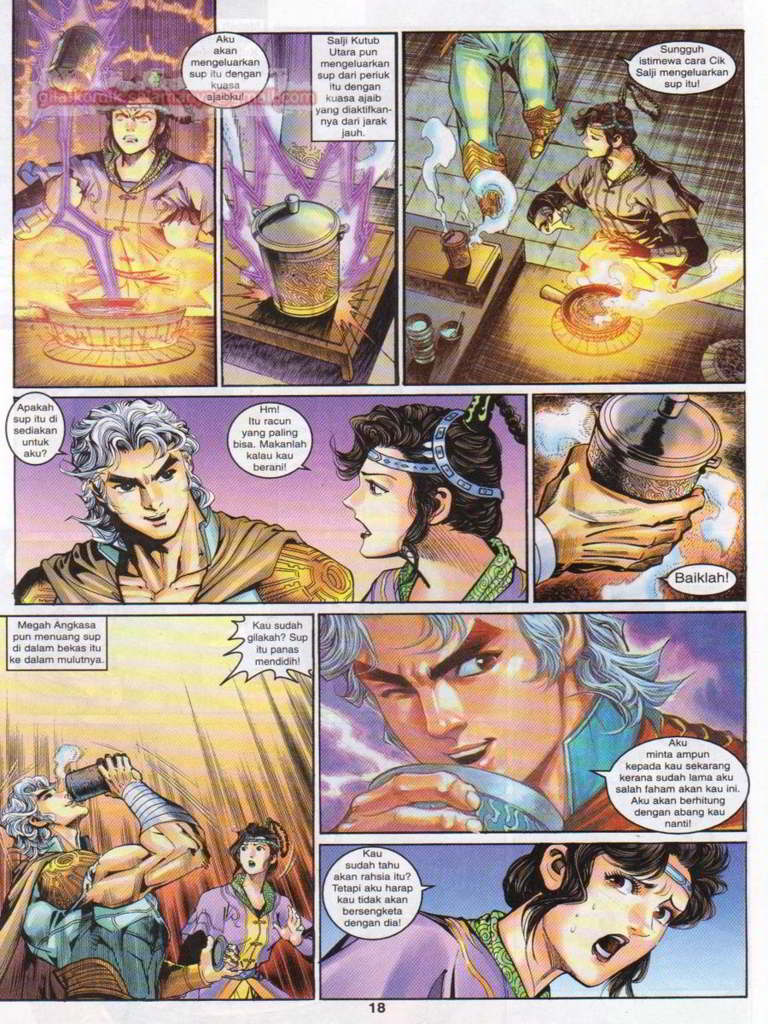 Aku
akan
mengeluarkan
sup itu dengan
kuasa
ajaibku!
Salji Kutub
Utara pun
mengeluarkan
sup dari periuk
itu dengan
kuasa ajaib
yang diaktifkan-
nya dari jarak
jauh.
Sungguh
istimewa cara Cik
Salji mengeluarkan
sup itu!
Apakah
sup itu di
sediakan
untuk
aku?
Hm!
Itu racun
yang paling
bisa. Makanlah
kalau kau
berani!
Baiklah!
Megah Angkasa
pun menuang sup
di dalam bekas itu
ke dalam mulutnya.
Kau sudah
gilakah? Sup
itu panas
mendidih!
Aku
minta ampun
kepada kau sekarang
kerana sudah lama aku
salah faham akan kau ini.
Aku akan berhitung
dengan abang kau
nanti!
Kau
sudah tahu
akan rahsia itu?
Tetapi aku harap
kau tidak akan
bersengketa
dengan dia!
18